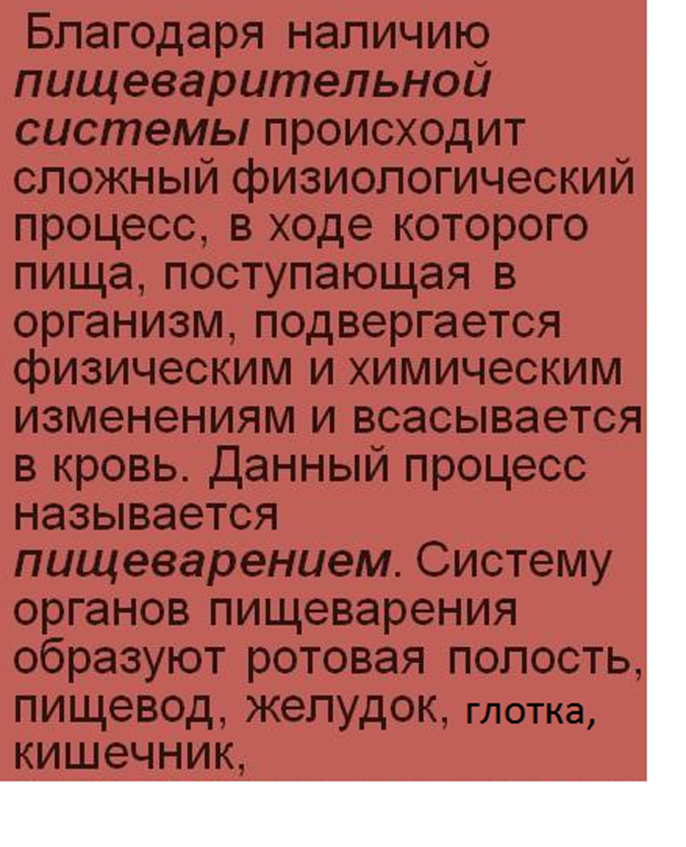 Благодаря наличию
пищеварительной
системы происходит
сложный физиологический
процесс, в ходе которого
пища, поступающая в
организм, подвергается
физическим и химическим
изменениям и всасывается
в кровь. Данный процесс
называется
пищеварением. Систему
органов пищеварения
образуют ротовая полость,
пищевод, желудок, глотка,
кишечник,